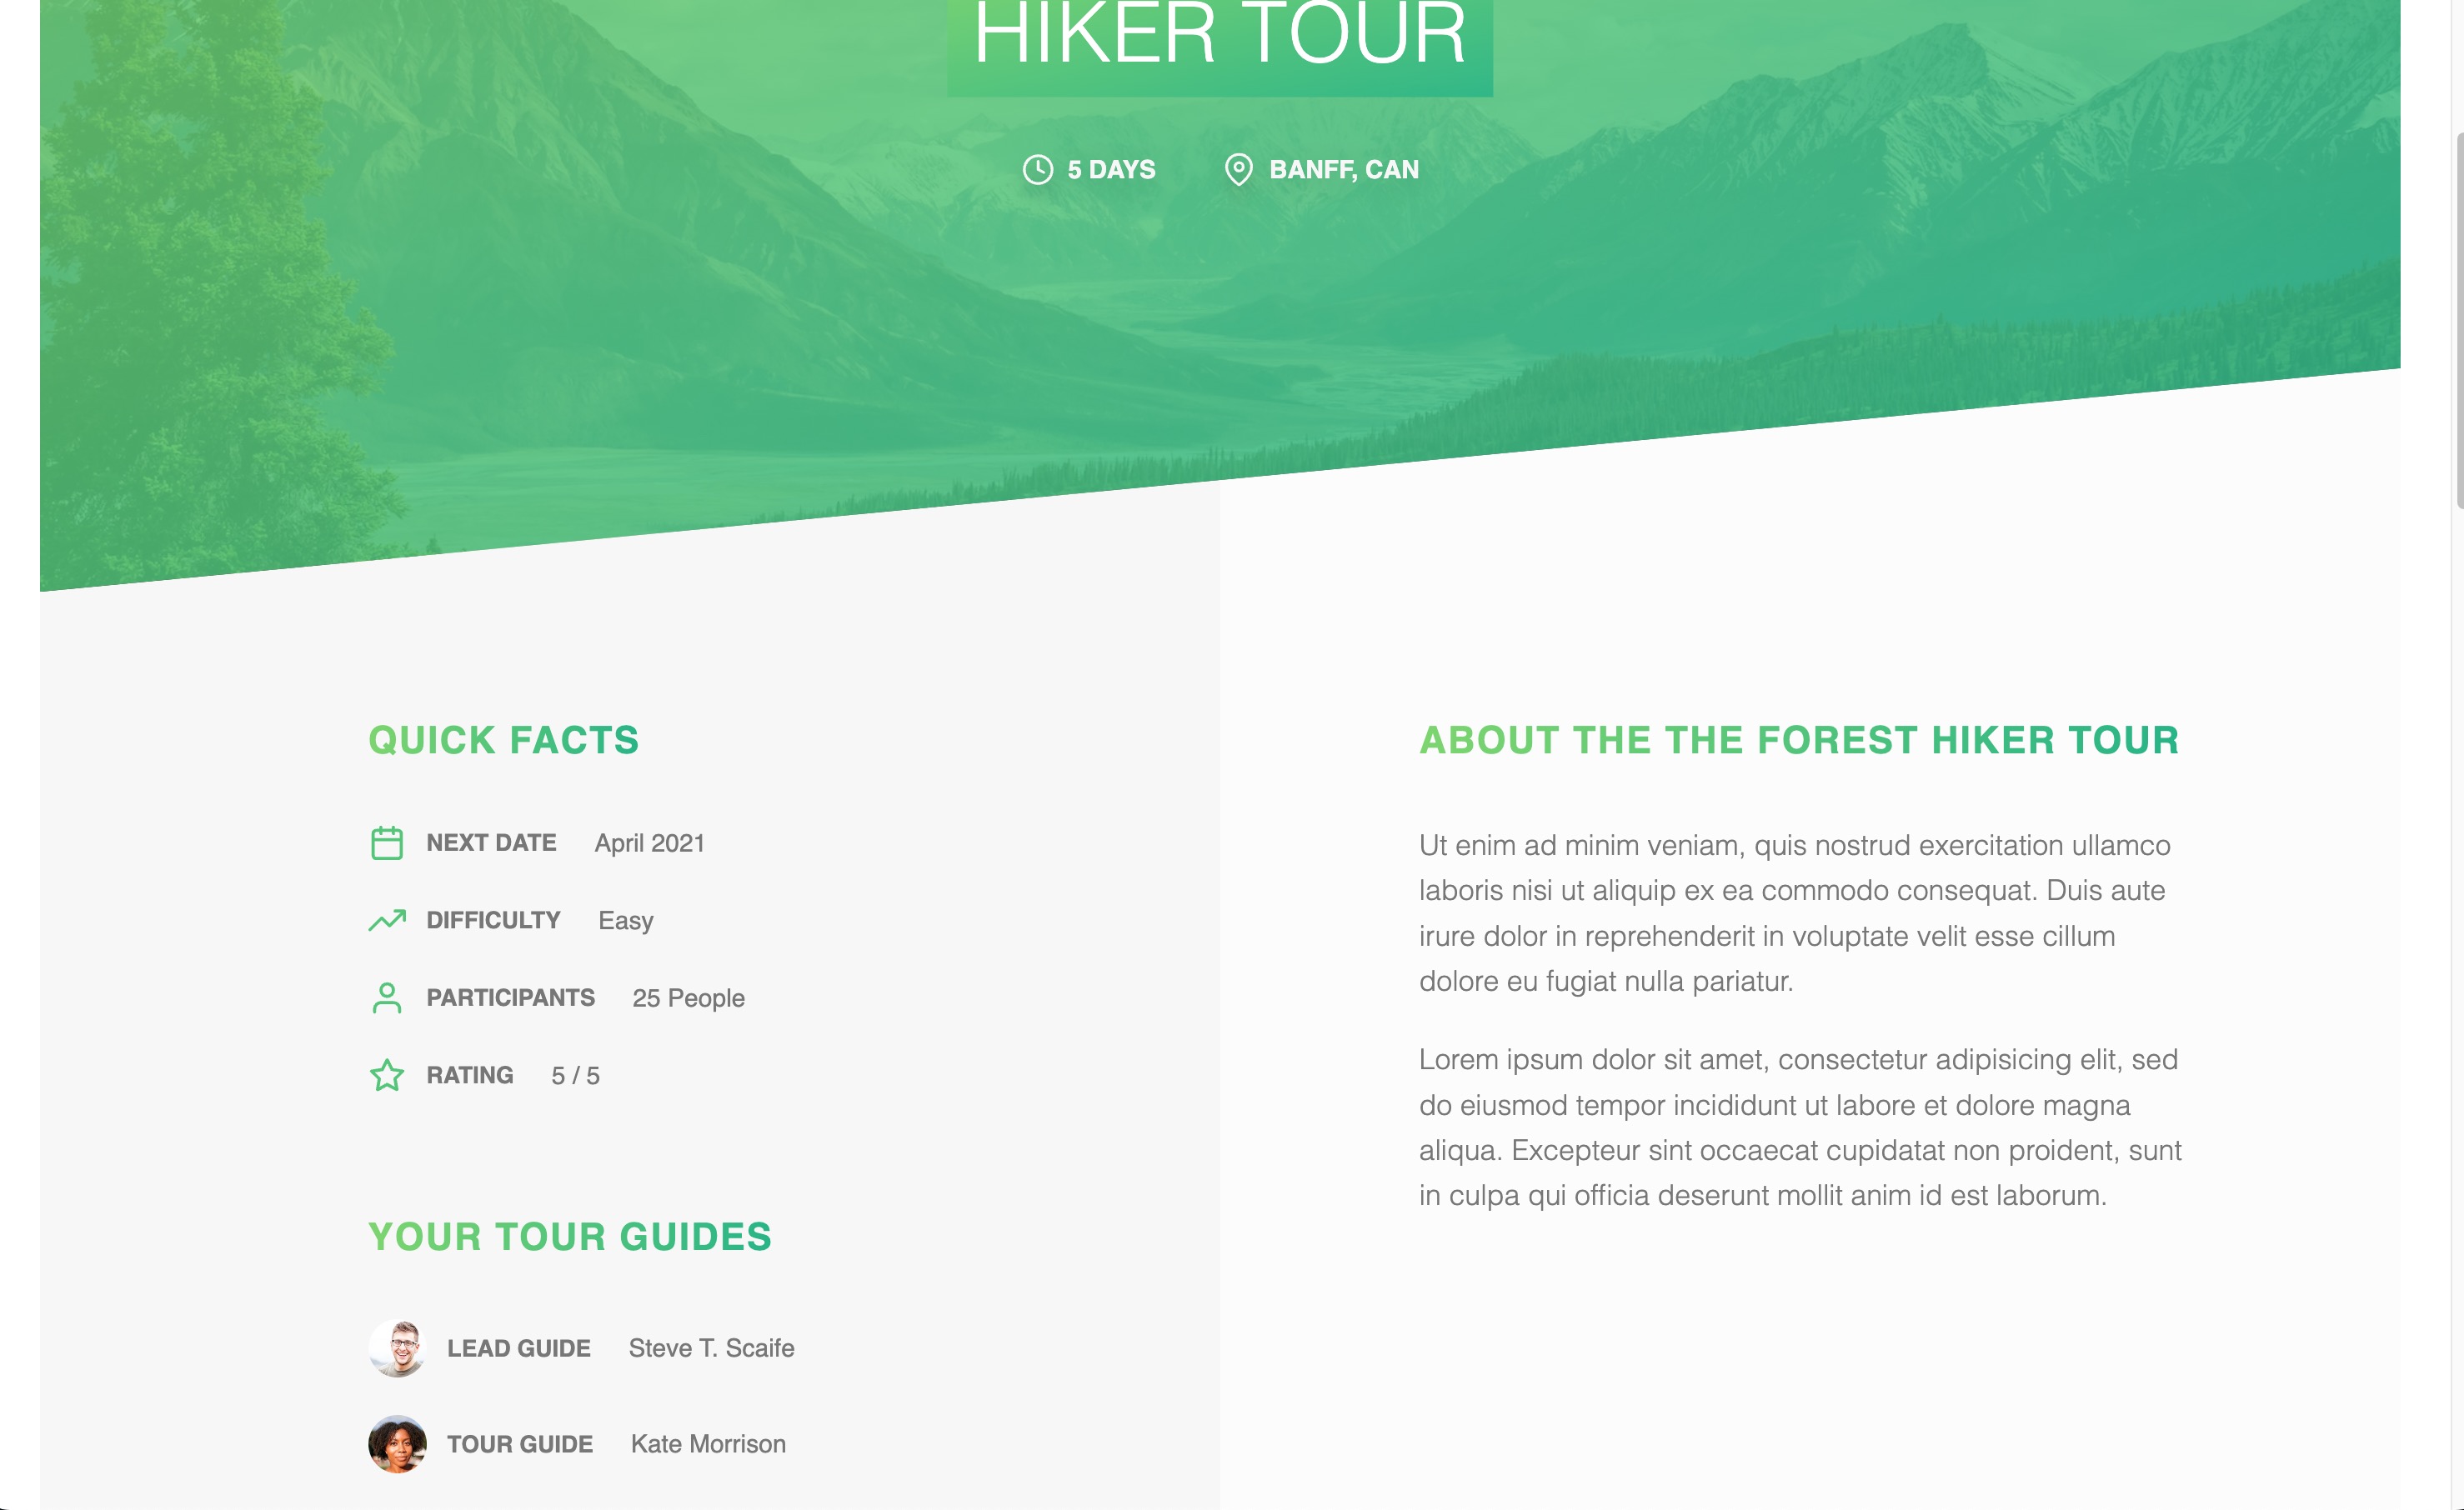 HIKER TOUR
5 DAYS
BANFF, CAN
QUICK FACTS
NEXT DATE April 2021
DIFFICULTY Easy
PARTICIPANTS 25 People
RATING 5 / 5
YOUR TOUR GUIDES
LEAD GUIDE Steve T. Scaife
TOUR GUIDE Kate Morrison
ABOUT THE THE FOREST HIKER TOUR
Ut enim ad minim veniam, quis nostrud exercitation ullamco
laboris nisi ut aliquip ex ea commodo consequat. Duis aute
irure dolor in reprehenderit in voluptate velit esse cillum
dolore eu fugiat nulla pariatur.
Lorem ipsum dolor sit amet, consectetur adipisicing elit, sed
do eiusmod tempor incididunt ut labore et dolore magna
aliqua. Excepteur sint occaecat cupidatat non proident, sunt
in culpa qui officia deserunt mollit anim id est laborum.